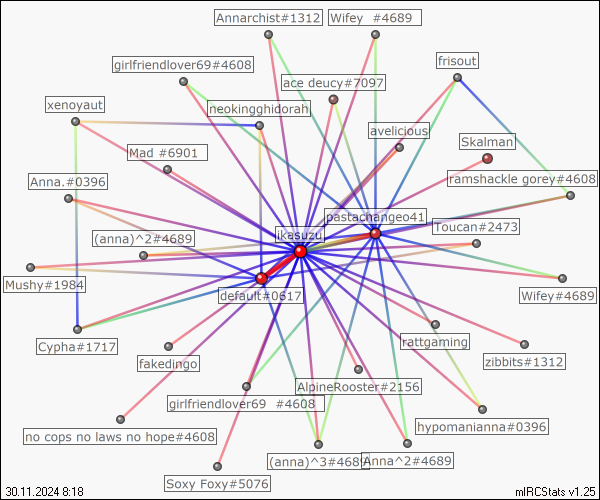 Annarchist#1312
Wifey #4689
girlfriendlover69#4608
ace deucy#7097
frisout
xenoyaut
neokingghidorah
avelicious
Skalman
Mad #6901
ramshackle gorey#4608
Anna.#0396
pastachangeo41
Toucan#2473
ikasuzu
(anna)^2#4689
Mushy#1984
default#0617
Wifey#4689
Cypha#1717
rattgaming
fakedingo
zibbits#1312
AlpineRooster#2156
girlfriendlover69 #4608
hypomanianna#0396
no cops no laws no hope#4608
(anna)^3#4689
Anna^2#4689
Soxy Foxy#5076
30.11.2024 8:18
mIRCStats v1.25